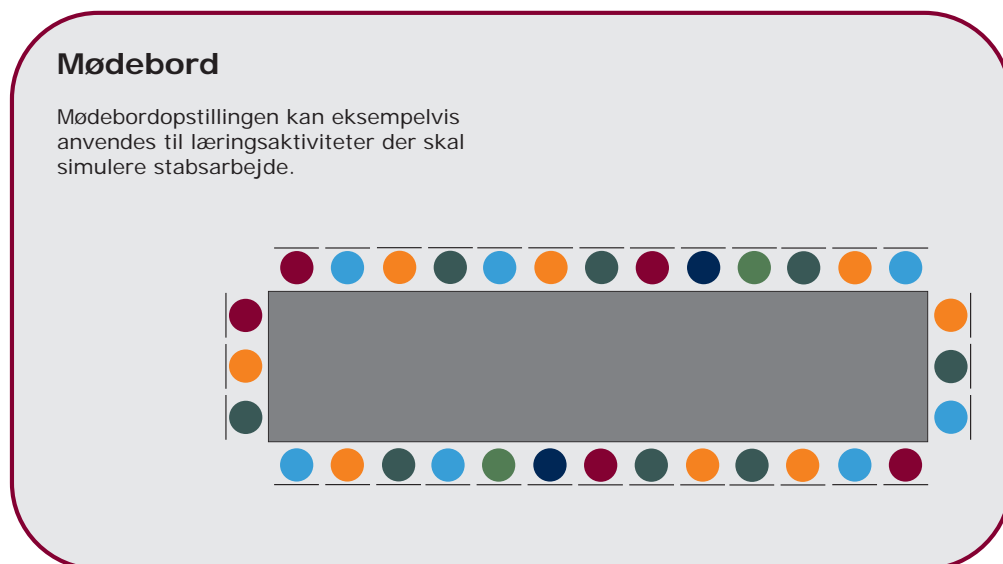 Mødebord
Mødebordopstillingen kan eksempelvis
anvendes til læringsaktiviteter der skal
simulere stabsarbejde.